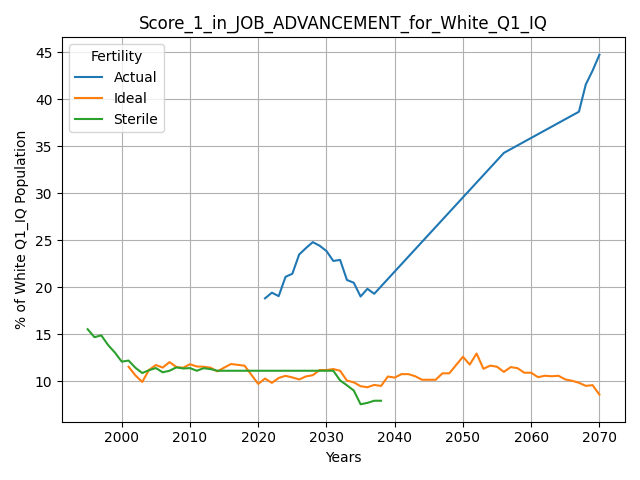 Score_1_in_JOB_ADVANCEMENT_for_White_Q1_IQ
Fertility
Actual
Ideal
Sterile
% of White Q1_IQ Population
45
40
35
30
25
20
15
10
2000 2010 2020 2030 2040 2050 2060 2070
Years